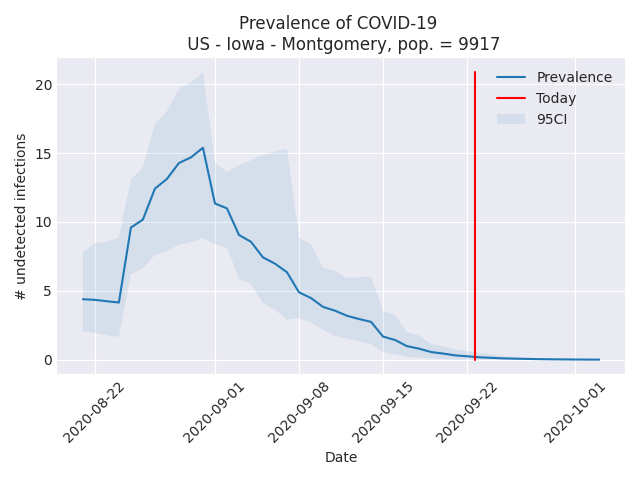 Prevalence of COVID-19
US - Iowa - Montgomery, pop. = 9917
Prevalence
Today
95CI
# undetected infections
20
15
10
5
0
2020-08-22
2020-09-01
2020-09-08
2020-09-15
2020-09-22
2020-10-01
Date